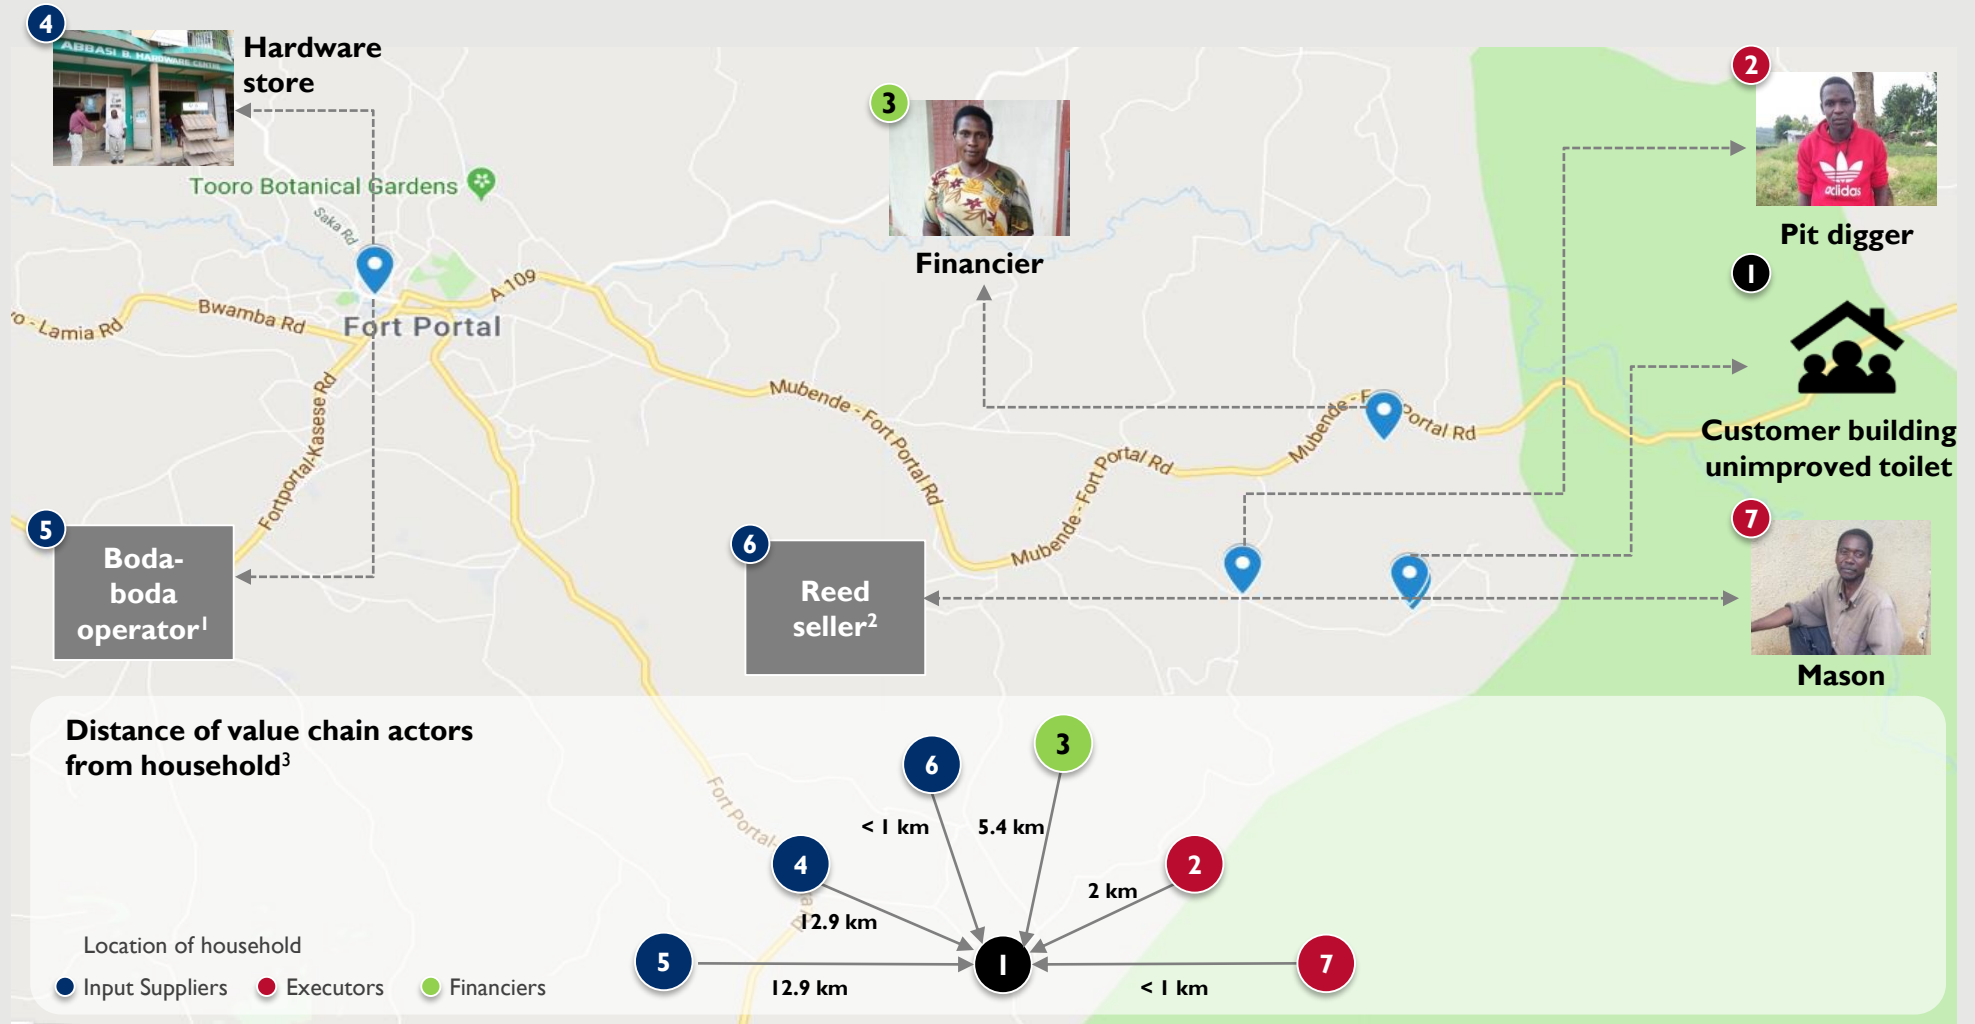 4
ABBASI B. HARDWARE CENTRE
Hardware
store
3
2
adidas
Tooro Botanical Gardens
Saka Rd
Pit digger
Financier
1
A 109
yo - Lamia Rd
Bwamba Rd
Fort Portal
Fortportal-Kasese Rd
Mubende - Fort Portal Rd
Mubende - Fort Portal Rd
Mubende - F
Portal Rd
Customer building
unimproved toilet
5
Boda-
boda
operator1
6
Reed
seller2
7
Mason
Distance of value chain actors
from household3
Fort Portal-
6
3
< 1 km
5.4 km
4
2
2 km
12.9 km
5
1
7
12.9 km
< 1 km
Location of household
Input Suppliers
Executors
Financiers